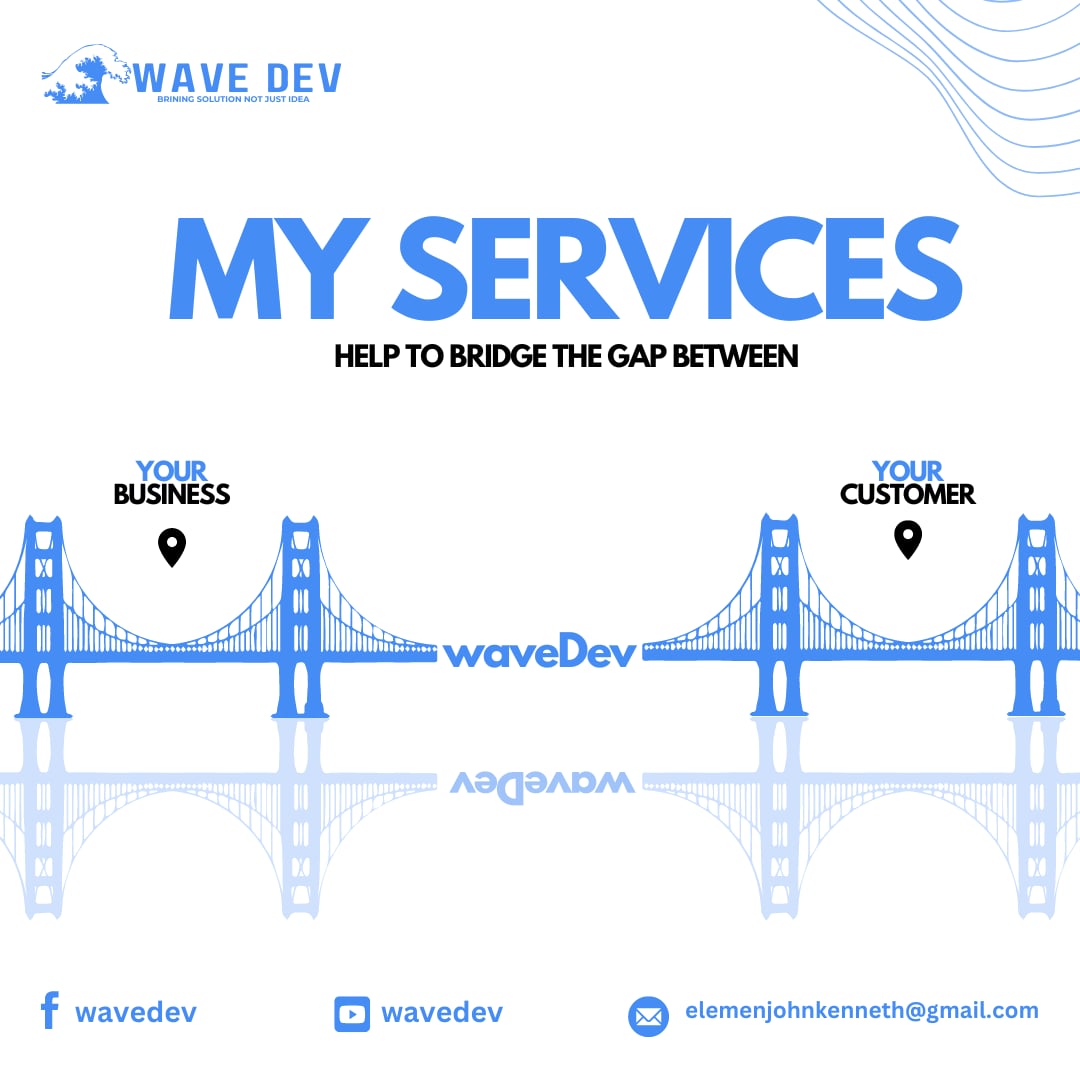 WAVE DEV
BRINING SOLUTION NOT JUST IDEA
MY SERVICES
HELP TO BRIDGE THE GAP BETWEEN
YOUR
BUSINESS
YOUR
CUSTOMER
waveDev
waveDev
wavedev
wavedev
elemenjohnkenneth@gmail.com